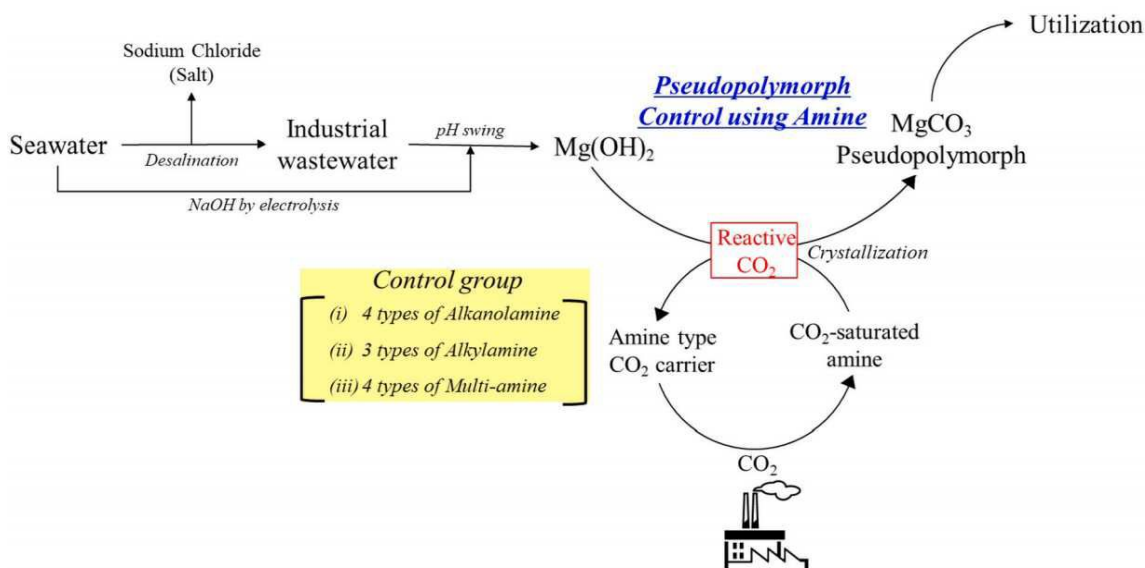 Utilization
Sodium Chloride
(Salt)
Pseudopolymorph
Control using Amine
Seawater
Desalination
Industrial
wastewater
pH swing
Mg(OH)₂
MgCO₃
Pseudopolymorph
NaOH by electrolysis
Reactive
CO₂
Crystallization
Control group
(i) 4 types of Alkanolamine
(ii) 3 types of Alkylamine
(iii) 4 types of Multi-amine
Amine type
CO₂ carrier
CO₂-saturated
amine
CO₂